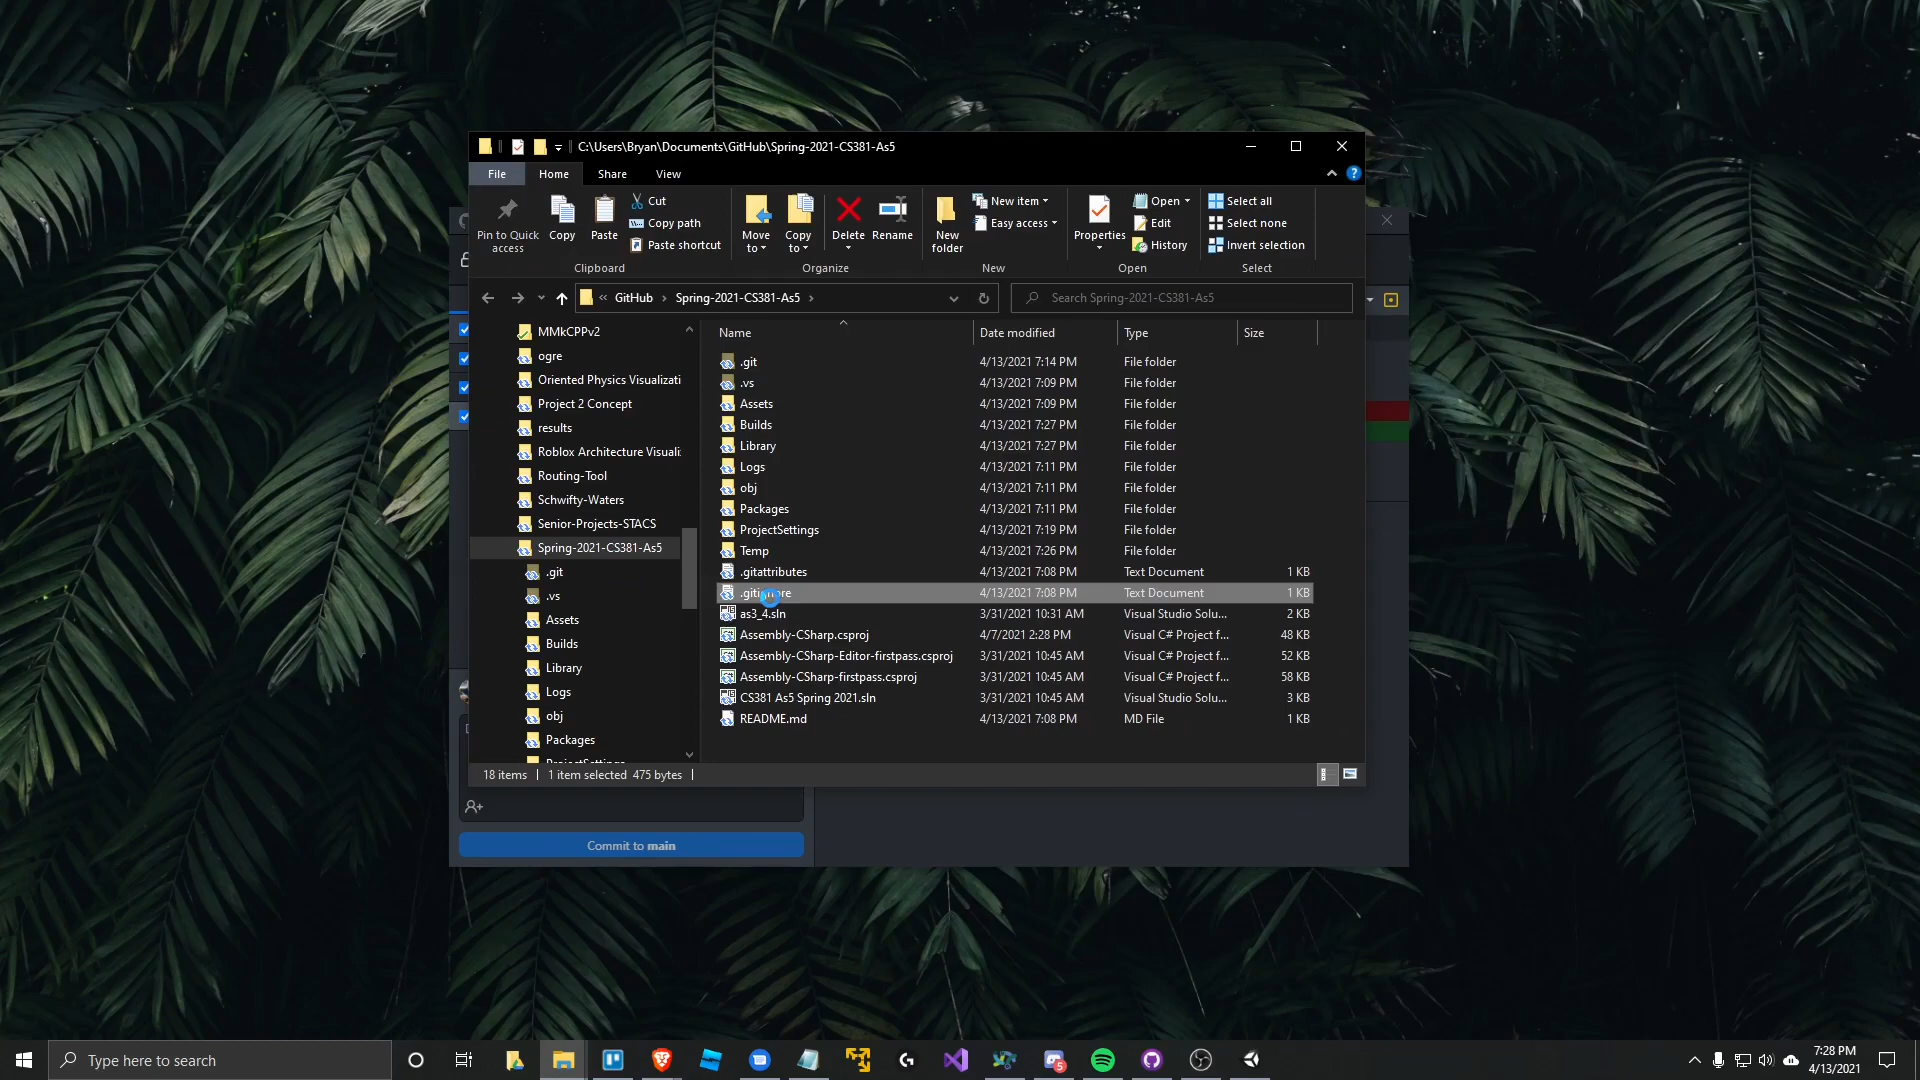 C:\Users\Bryan\Documents\GitHub\Spring-2021-CS381-As5
File
Home
Share
View
Pin to Quick access
Copy
Paste
Cut
Copy path
Paste shortcut
Move to
Copy to
Delete
Rename
New folder
New item
Easy access
Properties
Open
Edit
History
Select all
Select none
Invert selection
Clipboard
Organize
New
Open
Select
« GitHub › Spring-2021-CS381-As5 ›
Search Spring-2021-CS381-As5
MMkCPPv2
ogre
Oriented Physics Visualizati
Project 2 Concept
results
Roblox Architecture Visuali
Routing-Tool
Schwifty-Waters
Senior-Projects-STACS
Spring-2021-CS381-As5
.git
.vs
Assets
Builds
Library
Logs
obj
Packages
ProjectSettings
Name Date modified Type Size
.git 4/13/2021 7:14 PM File folder
.vs 4/13/2021 7:09 PM File folder
Assets 4/13/2021 7:09 PM File folder
Builds 4/13/2021 7:27 PM File folder
Library 4/13/2021 7:27 PM File folder
Logs 4/13/2021 7:11 PM File folder
obj 4/13/2021 7:11 PM File folder
Packages 4/13/2021 7:11 PM File folder
ProjectSettings 4/13/2021 7:19 PM File folder
Temp 4/13/2021 7:26 PM File folder
.gitattributes 4/13/2021 7:08 PM Text Document 1 KB
.gitignore 4/13/2021 7:08 PM Text Document 1 KB
as3_4.sln 3/31/2021 10:31 AM Visual Studio Solu... 2 KB
Assembly-CSharp.csproj 4/7/2021 2:28 PM Visual C# Project f... 48 KB
Assembly-CSharp-Editor-firstpass.csproj 3/31/2021 10:45 AM Visual C# Project f... 52 KB
Assembly-CSharp-firstpass.csproj 3/31/2021 10:45 AM Visual C# Project f... 58 KB
CS381 As5 Spring 2021.sln 3/31/2021 10:45 AM Visual Studio Solu... 3 KB
README.md 4/13/2021 7:08 PM MD File 1 KB
18 items 1 item selected 475 bytes
Commit to main
Type here to search
5
7:28 PM
4/13/2021